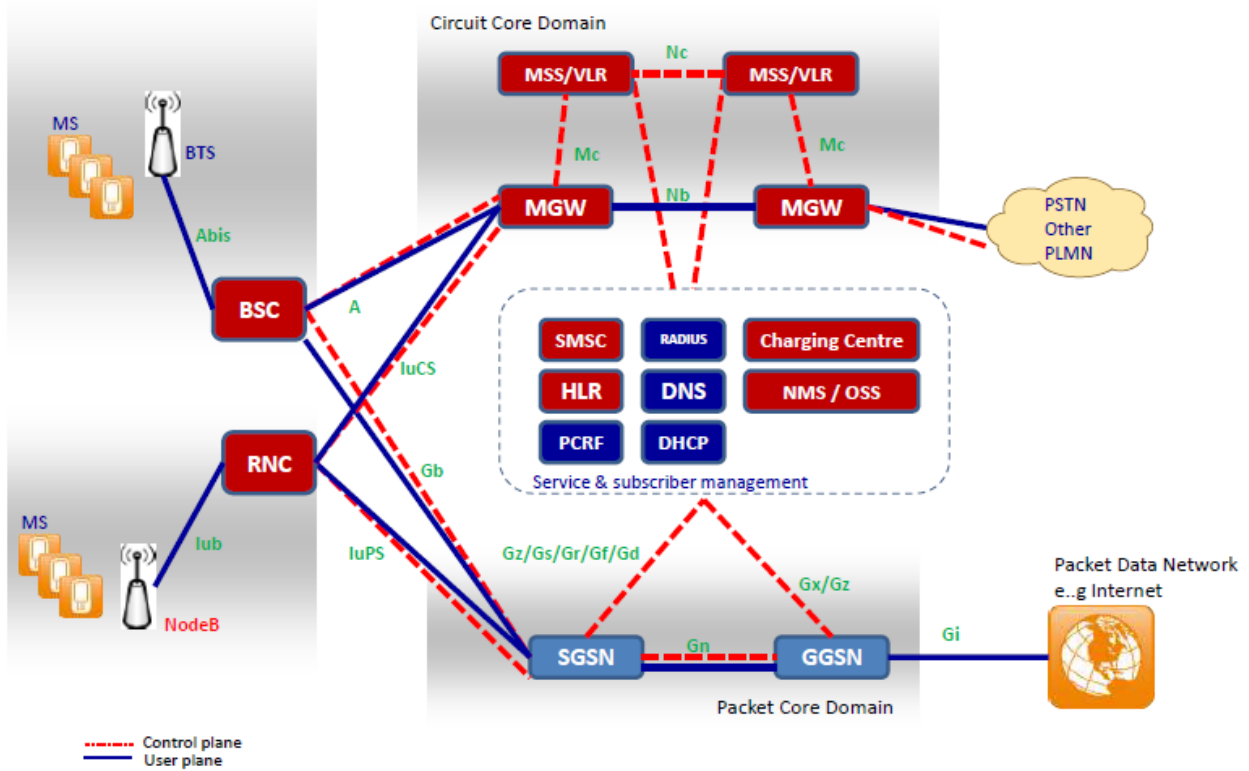 Circuit Core Domain
Nc
MSS/VLR
MSS/VLR
MS
BTS
Mc
Mc
MGW
Nb
MGW
PSTN
Other
PLMN
Abis
BSC
A
SMSC
RADIUS
Charging Centre
IuCS
HLR
DNS
NMS / OSS
PCRF
DHCP
RNC
Gb
Service & subscriber management
MS
Iub
IuPS
Gz/Gs/Gr/Gf/Gd
Gx/Gz
Packet Data Network
e..g Internet
NodeB
SGSN
Gn
GGSN
Gi
Packet Core Domain
Control plane
User plane